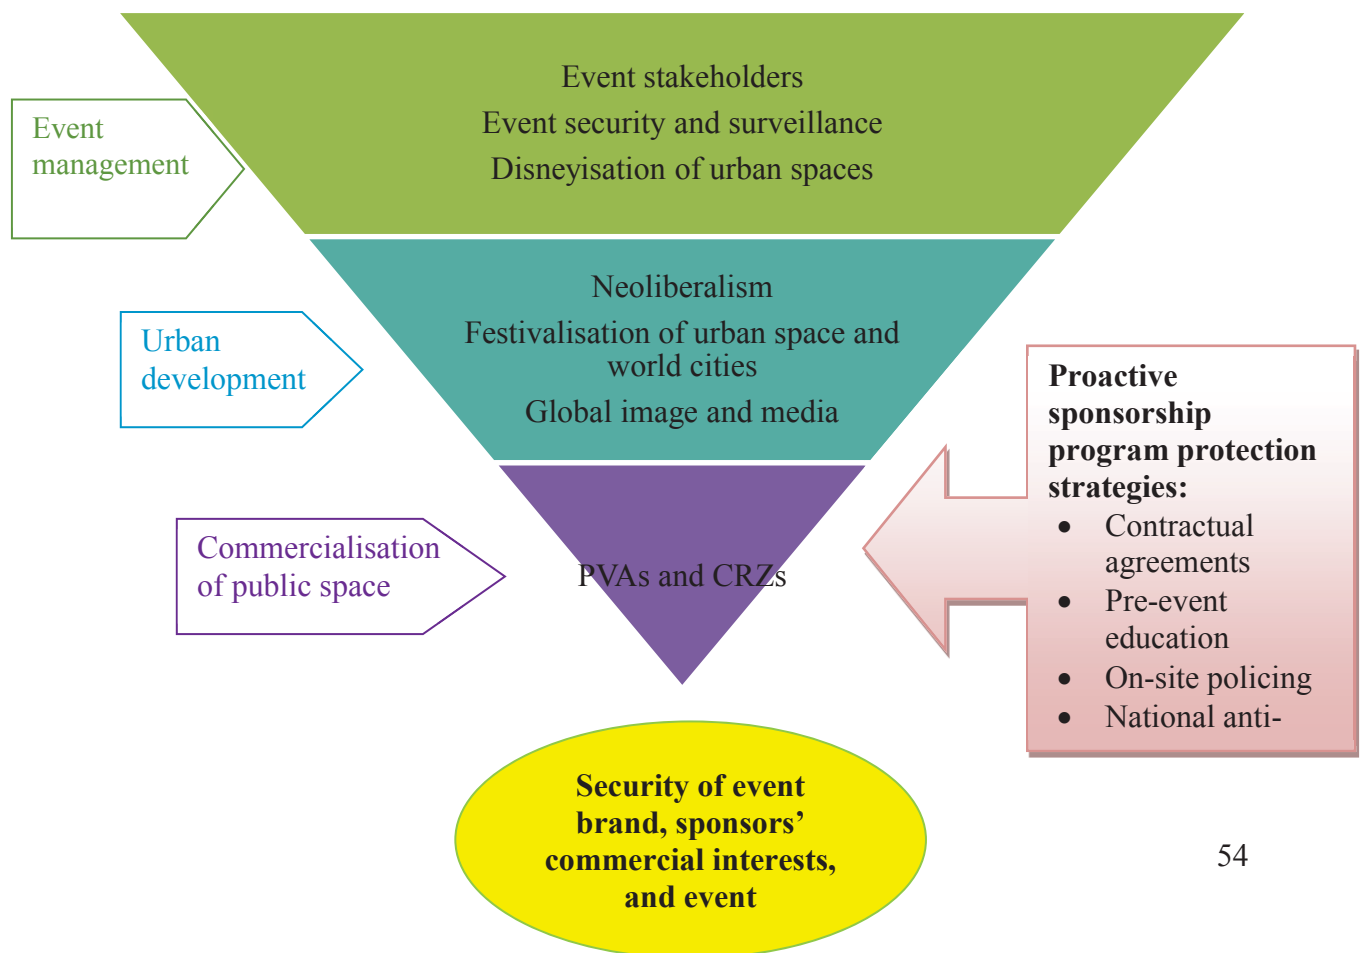 Event stakeholders
Event security and surveillance
Disneyisation of urban spaces
Event
management
Neoliberalism
Festivalisation of urban space and
world cities
Global image and media
Urban
development
PVAs and CRZs
Commercialisation
of public space
Proactive
sponsorship
program protection
strategies:
• Contractual
agreements
• Pre-event
education
• On-site policing
• National anti-
Security of event
brand, sponsors’
commercial interests,
and event
54